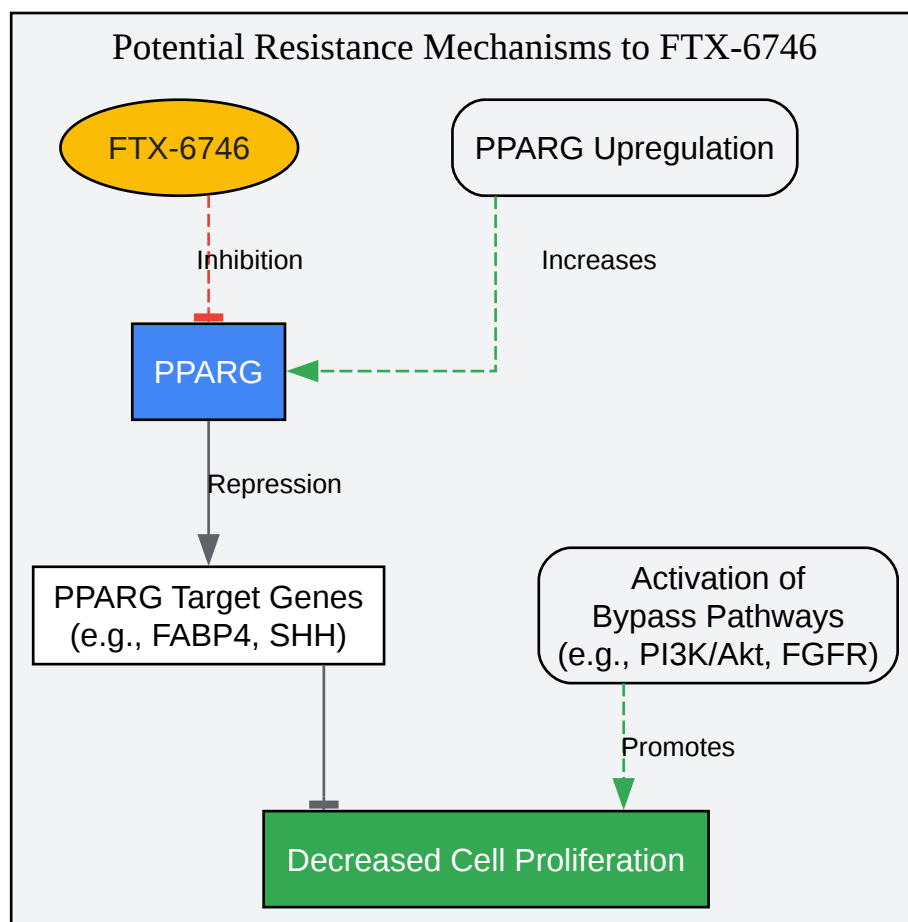 Potential Resistance Mechanisms to FTX-6746
FTX-6746
PPARG Upregulation
Inhibition
Increases
PPARG
Repression
PPARG Target Genes
(e.g., FABP4, SHH)
Activation of
Bypass Pathways
(e.g., PI3K/Akt, FGFR)
Promotes
Decreased Cell Proliferation